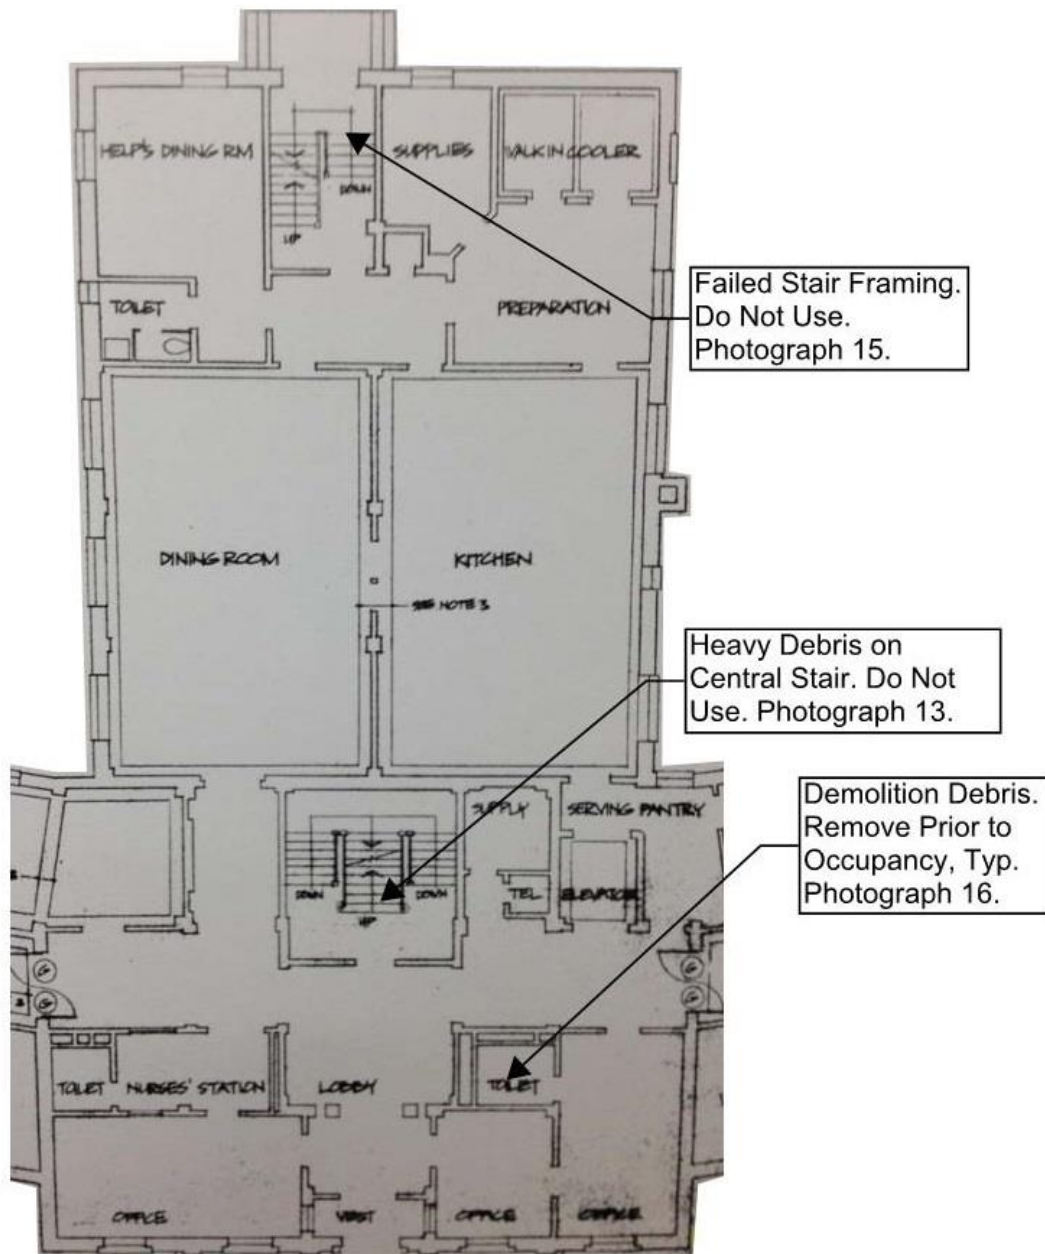 HELP'S DINING RM
SUPPLIES
WALK IN COOLER
DOWN
UP
Failed Stair Framing.
Do Not Use.
Photograph 15.
TOILET
PREPARATION
DINING ROOM
KITCHEN
SEE NOTE 3
Heavy Debris on
Central Stair. Do Not
Use. Photograph 13.
SUPPLY
SERVING PANTRY
Demolition Debris.
Remove Prior to
Occupancy, Typ.
Photograph 16.
DOWN
DOWN
TEL
ELEVATOR
UP
TOILET
NURSES' STATION
LOBBY
TOILET
OFFICE
VEST
OFFICE
OFFICE